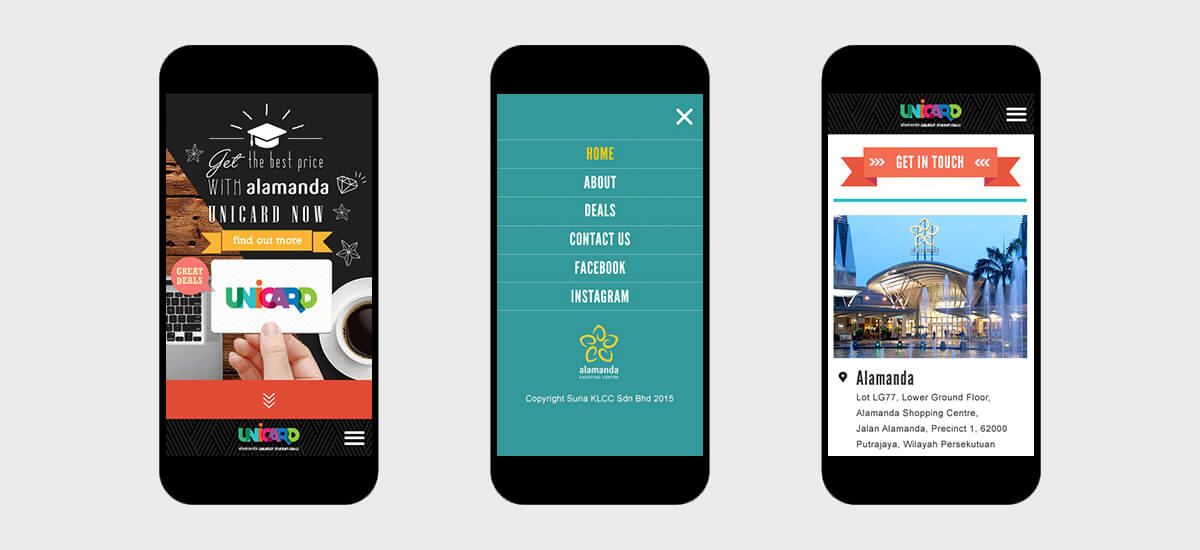 Get the best price
WITH alamanda
UNICARD NOW
find out more
GREAT
DEALS
UNiCARD
UNiCARD
HOME
ABOUT
DEALS
CONTACT US
FACEBOOK
INSTAGRAM
alamanda
SHOPPING CENTRE
Copyright Suria KLCC Sdn Bhd 2015
UNiCARD
GET IN TOUCH
alamanda
Alamanda
Lot LG77, Lower Ground Floor,
Alamanda Shopping Centre,
Jalan Alamanda, Precinct 1, 62000
Putrajaya, Wilayah Persekutuan